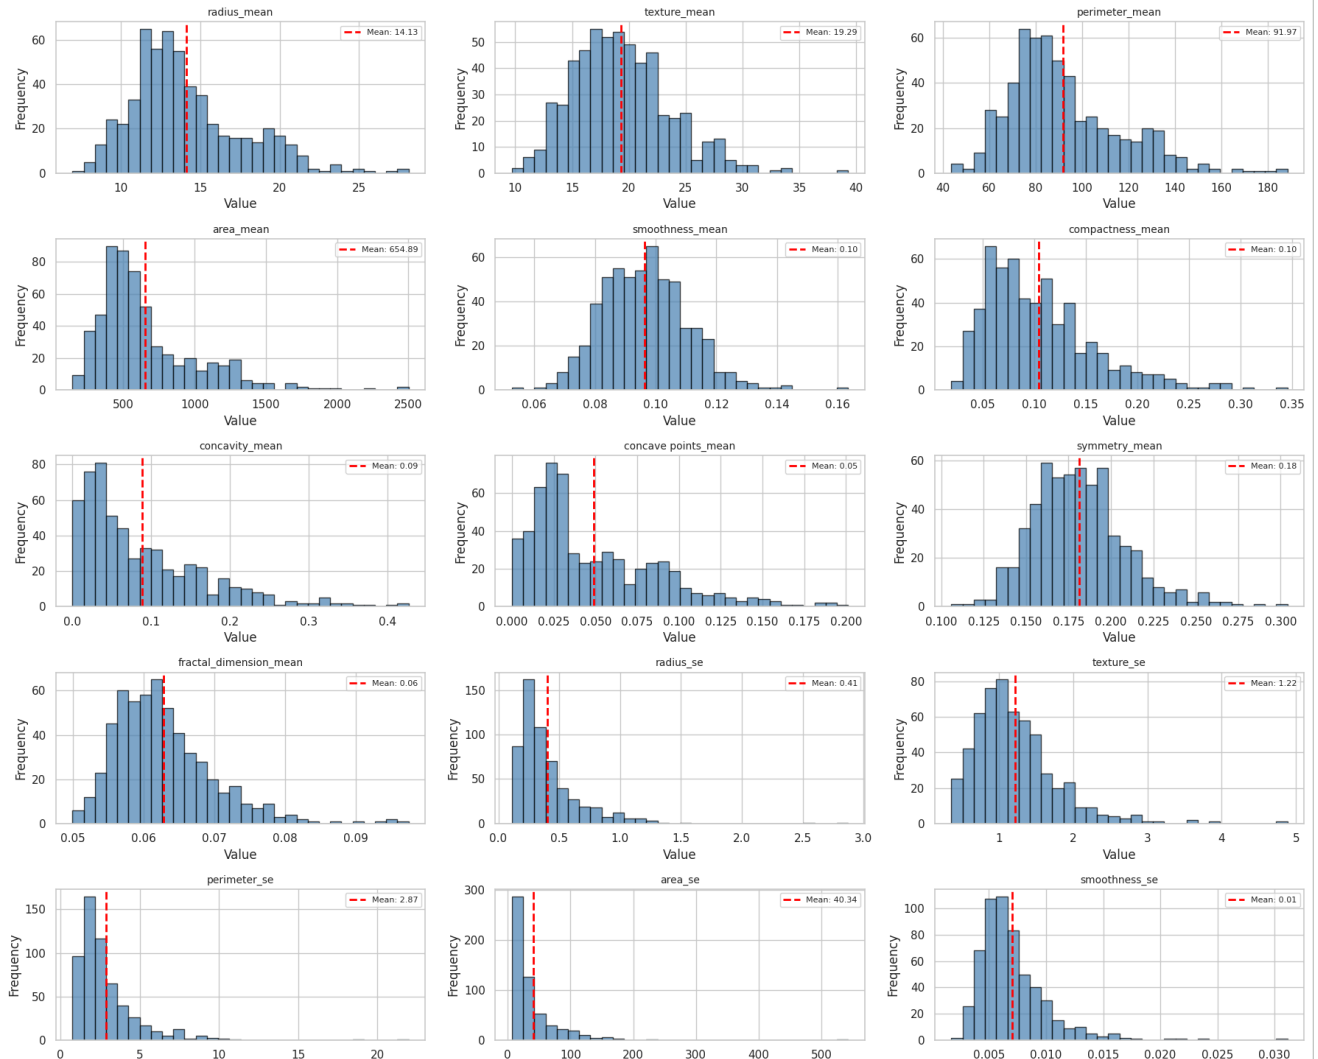 radius_mean
Mean: 14.13
Frequency
60
40
20
0
10 15 20 25
Value
texture_mean
Mean: 19.29
Frequency
50
40
30
20
10
0
10 15 20 25 30 35 40
Value
perimeter_mean
Mean: 91.97
Frequency
60
40
20
0
40 60 80 100 120 140 160 180
Value
area_mean
Mean: 654.89
Frequency
80
60
40
20
0
500 1000 1500 2000 2500
Value
smoothness_mean
Mean: 0.10
Frequency
60
50
40
30
20
10
0
0.06 0.08 0.10 0.12 0.14 0.16
Value
compactness_mean
Mean: 0.10
Frequency
60
50
40
30
20
10
0
0.05 0.10 0.15 0.20 0.25 0.30 0.35
Value
concavity_mean
Mean: 0.09
Frequency
80
60
40
20
0
0.0 0.1 0.2 0.3 0.4
Value
concave points_mean
Mean: 0.05
Frequency
60
40
20
0
0.000 0.025 0.050 0.075 0.100 0.125 0.150 0.175 0.200
Value
symmetry_mean
Mean: 0.18
Frequency
60
40
20
0
0.100 0.125 0.150 0.175 0.200 0.225 0.250 0.275 0.300
Value
fractal_dimension_mean
Mean: 0.06
Frequency
60
40
20
0
0.05 0.06 0.07 0.08 0.09
Value
radius_se
Mean: 0.41
Frequency
150
100
50
0
0.0 0.5 1.0 1.5 2.0 2.5 3.0
Value
texture_se
Mean: 1.22
Frequency
80
60
40
20
0
1 2 3 4 5
Value
perimeter_se
Mean: 2.87
Frequency
150
100
50
0
0 5 10 15 20
area_se
Mean: 40.34
Frequency
300
200
100
0
0 100 200 300 400 500
smoothness_se
Mean: 0.01
Frequency
100
80
60
40
20
0
0.005 0.010 0.015 0.020 0.025 0.030